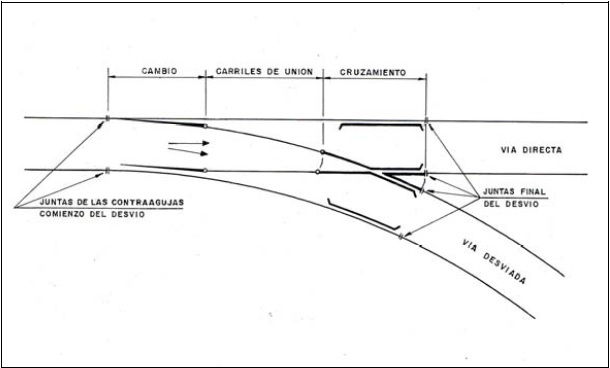 CAMBIO
CARRILES DE UNION
CRUZAMIENTO
VIA DIRECTA
JUNTAS DE LAS CONTRAAGUJAS
COMIENZO DEL DESVIO
JUNTAS FINAL
DEL DESVIO
VIA DESVIADA